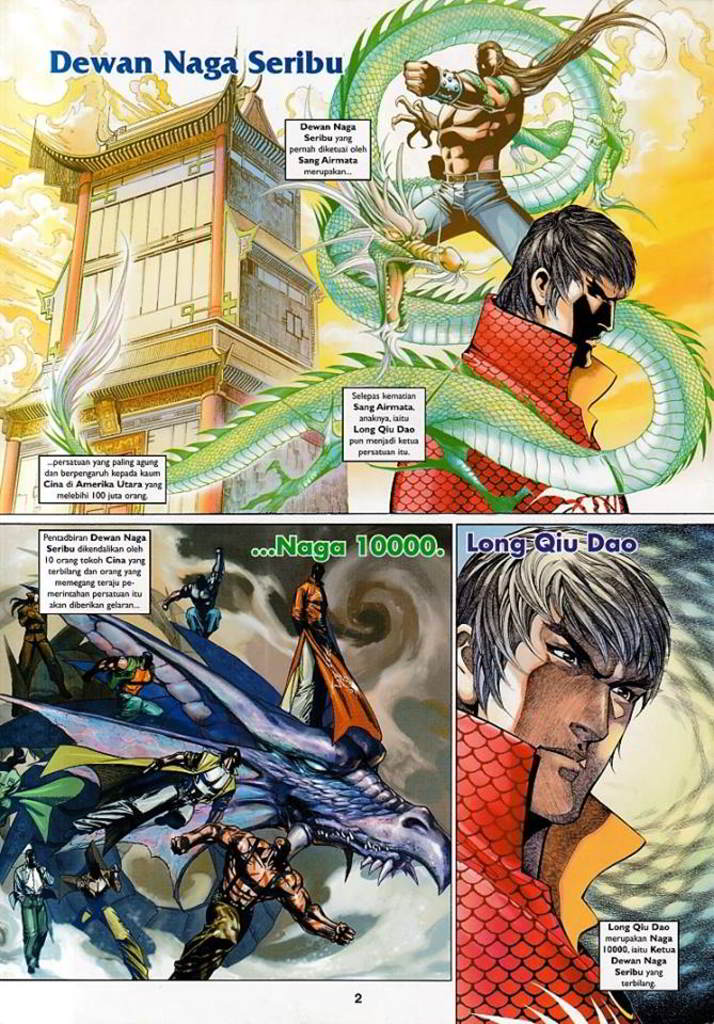 Dewan Naga Seribu
Dewan Naga
Seribu yang
pernah diketuai oleh
Sang Airmata
merupakan...
Selepas kematian
Sang Airmata,
anaknya, iaitu
Long Qiu Dao
pun menjadi ketua
persatuan itu.
...persatuan yang paling agung
dan berpengaruh kepada kaum
Cina di Amerika Utara yang
melebihi 100 juta orang.
Pentadbiran Dewan Naga
Seribu dikendalikan oleh
10 orang tokoh Cina yang
terbilang dan orang yang
memegang teraju pe-
merintahan persatuan itu
akan diberikan gelaran...
...Naga 10000.
Long Qiu Dao
Long Qiu Dao
merupakan Naga
10000, iaitu Ketua
Dewan Naga
Seribu yang
terbilang.
2